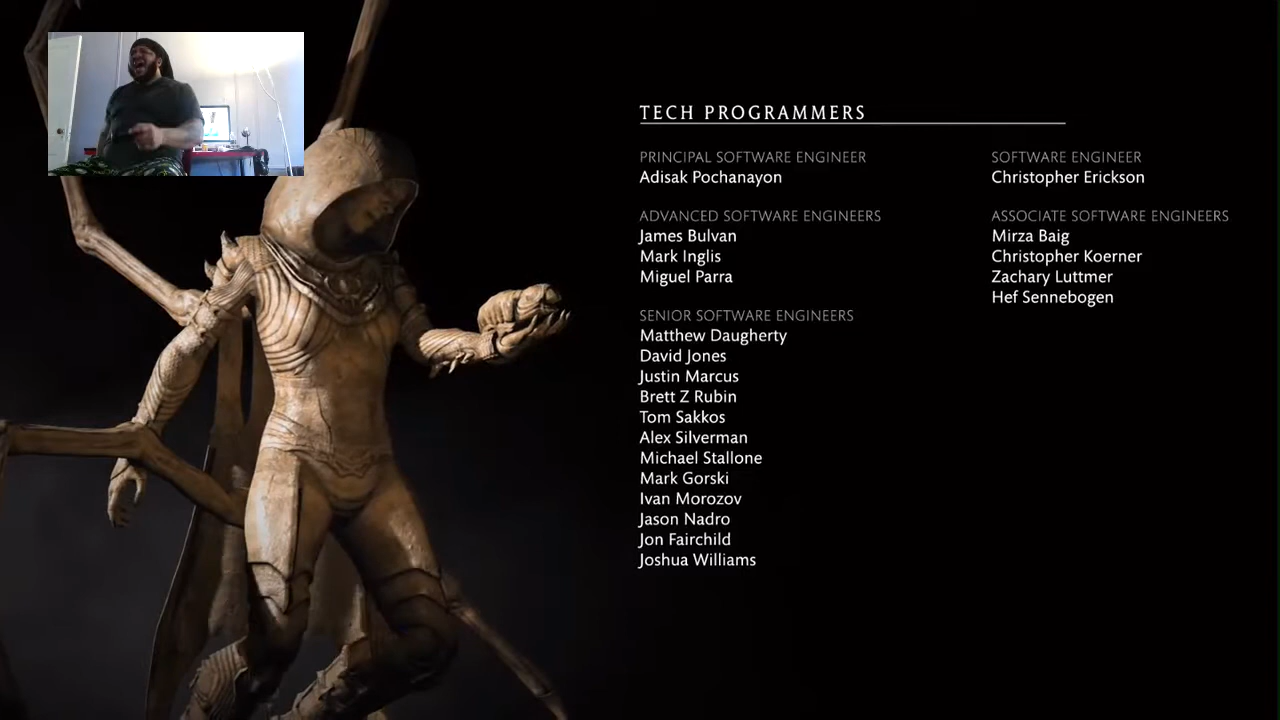 TECH PROGRAMMERS
PRINCIPAL SOFTWARE ENGINEER
Adisak Pochanayon
ADVANCED SOFTWARE ENGINEERS
James Bulvan
Mark Inglis
Miguel Parra
SENIOR SOFTWARE ENGINEERS
Matthew Daugherty
David Jones
Justin Marcus
Brett Z Rubin
Tom Sakkos
Alex Silverman
Michael Stallone
Mark Gorski
Ivan Morozov
Jason Nadro
Jon Fairchild
Joshua Williams
SOFTWARE ENGINEER
Christopher Erickson
ASSOCIATE SOFTWARE ENGINEERS
Mirza Baig
Christopher Koerner
Zachary Luttmer
Hef Sennebogen